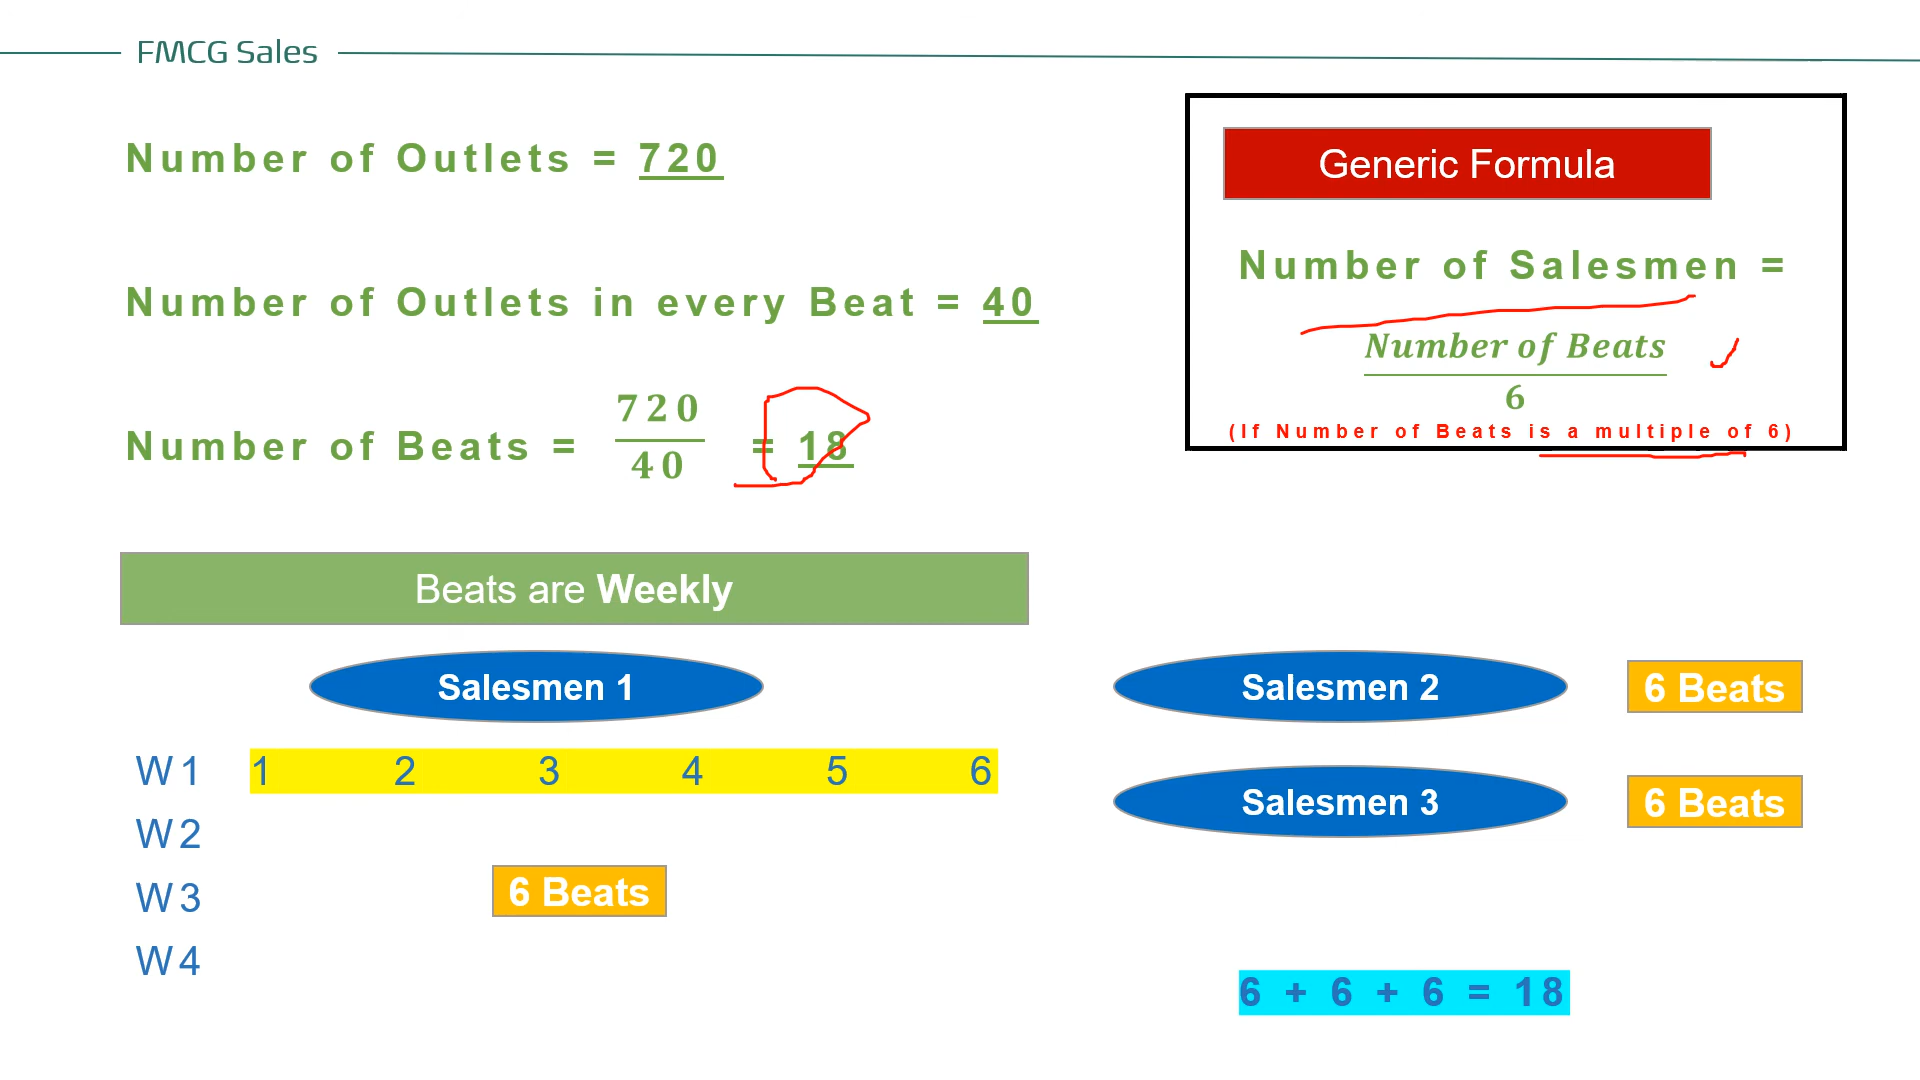 FMCG Sales
Number of Outlets = 720
Number of Outlets in every Beat = 40
Number of Beats = 720/40 = 18
Generic Formula
Number of Salesmen =
Number of Beats
6
(If Number of Beats is a multiple of 6)
Beats are Weekly
Salesmen 1
W1 1 2 3 4 5 6
W2
W3
W4
6 Beats
Salesmen 2 6 Beats
Salesmen 3 6 Beats
6 + 6 + 6 = 18